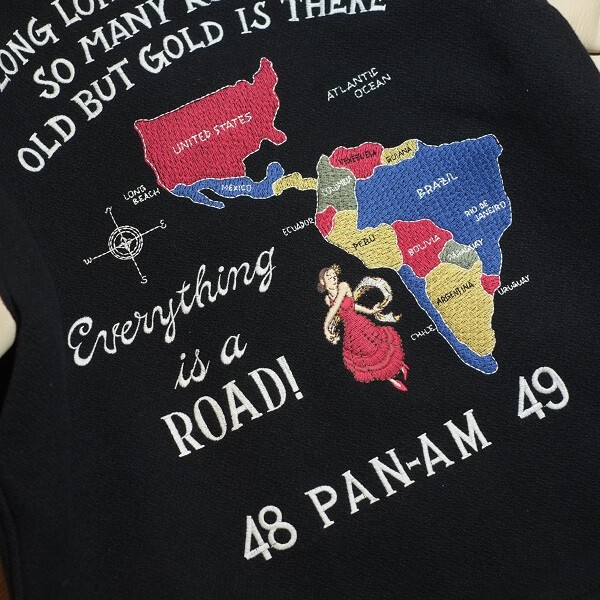 LONG
SO MANY
OLD BUT GOLD IS THERE
ATLANTIC
OCEAN
UNITED STATES
MEXICO
LONG
BEACH
N
E
W
S
VENEZUELA
GUIANA
COLOMBIA
BRAZIL
RIO DE
JANEIRO
ECUADOR
PERU
BOLIVIA
PARAGUAY
ARGENTINA
URUGUAY
CHILE
Everything
is a
ROAD!
48 PAN-AM 49